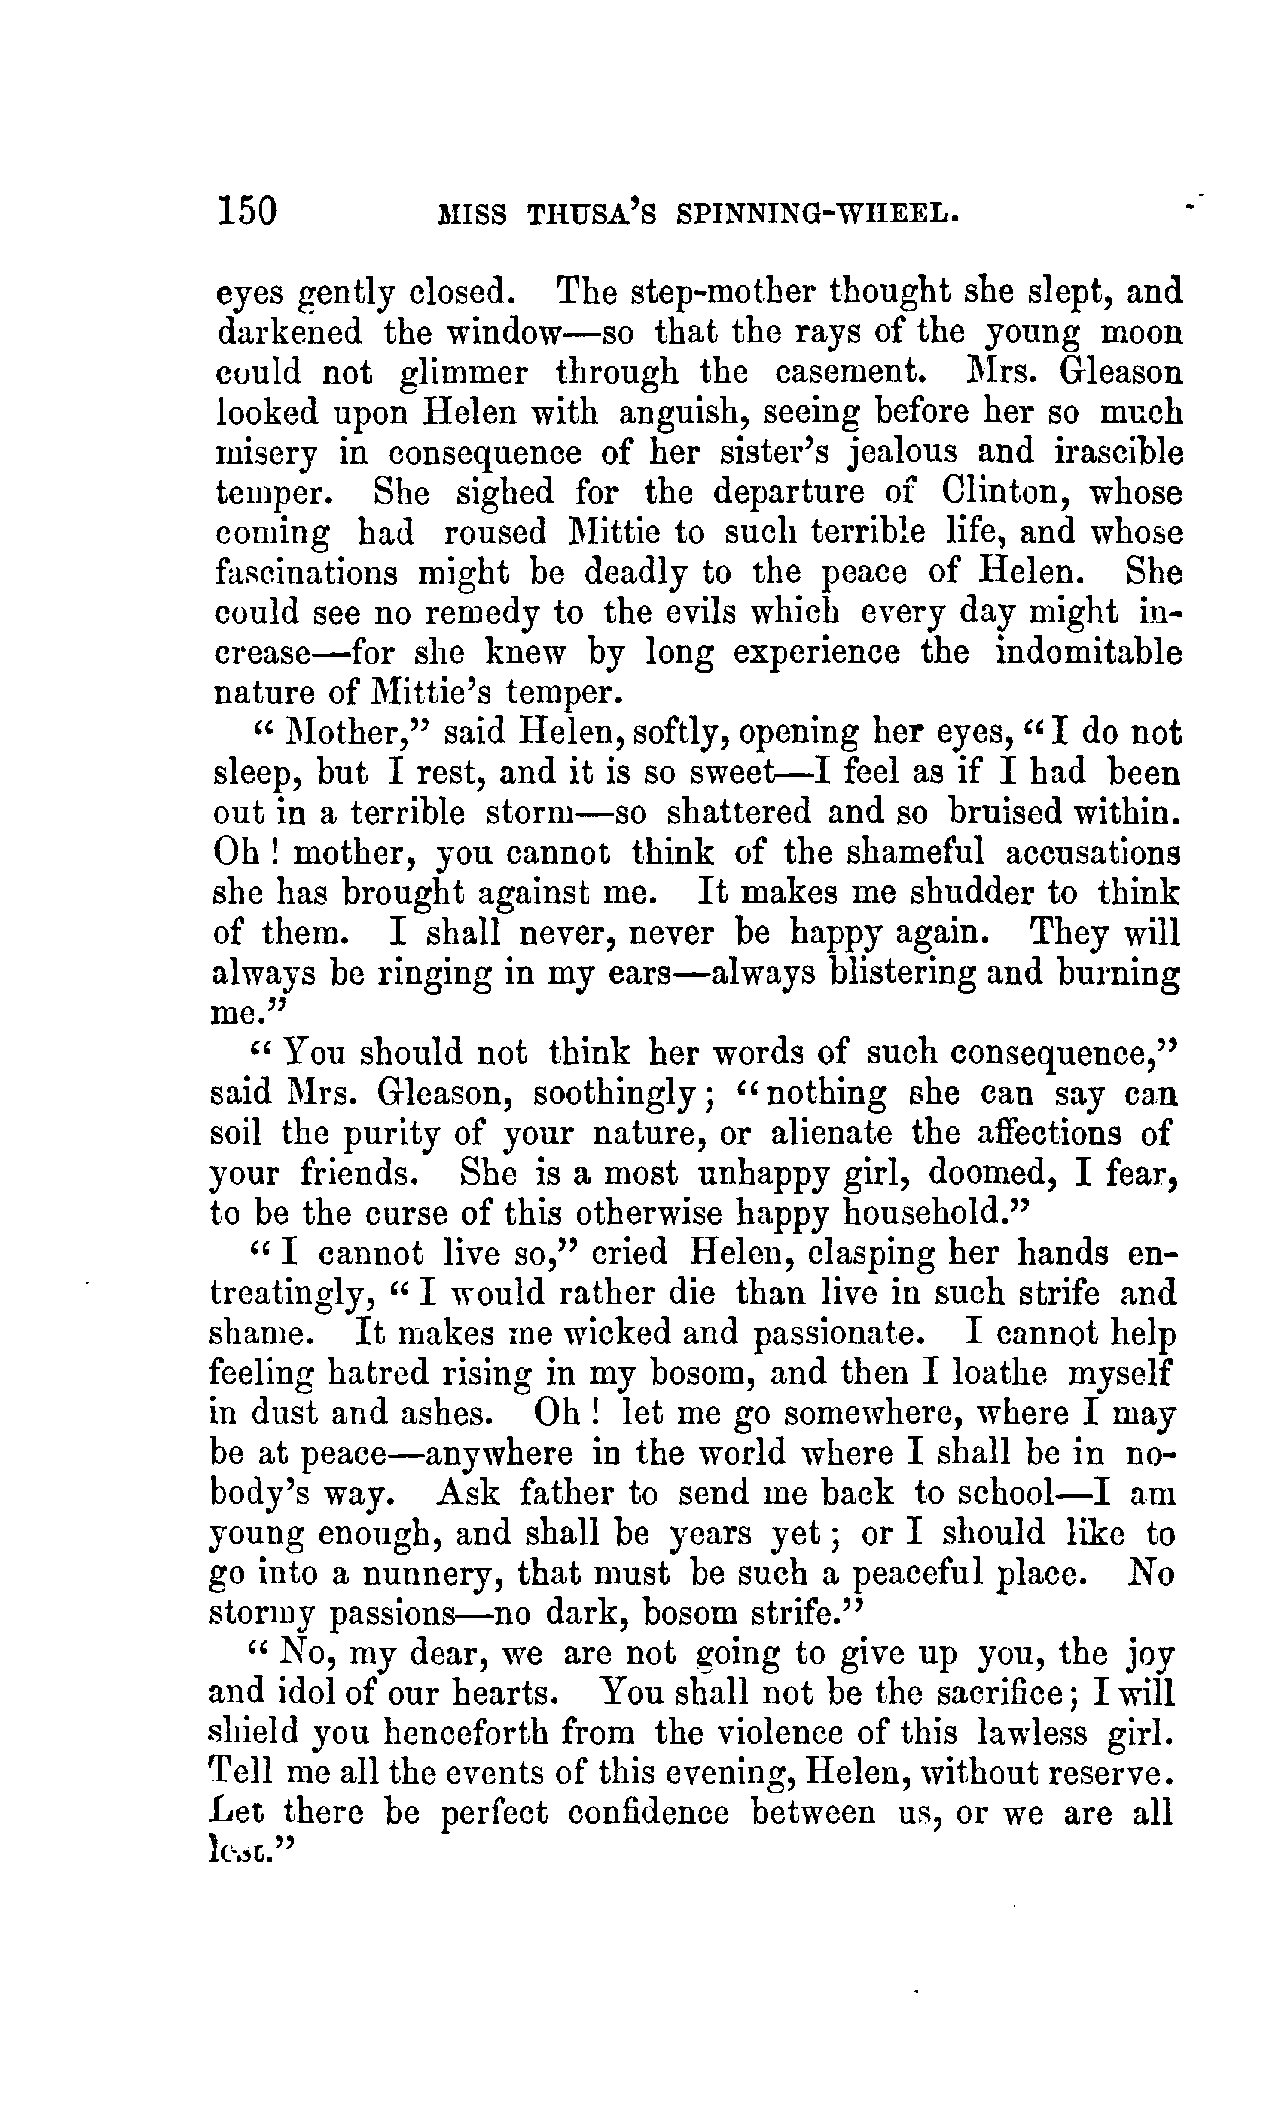 150 MISS THUSA'S SPINNING-WHEEL.
eyes gently closed. The step-mother thought she slept, and
darkened the window—so that the rays of the young moon
could not glimmer through the casement. Mrs. Gleason
looked upon Helen with anguish, seeing before her so much
misery in consequence of her sister's jealous and irascible
temper. She sighed for the departure of Clinton, whose
coming had roused Mittie to such terrible life, and whose
fascinations might be deadly to the peace of Helen. She
could see no remedy to the evils which every day might in-
crease—for she knew by long experience the indomitable
nature of Mittie's temper.
"Mother," said Helen, softly, opening her eyes, "I do not
sleep, but I rest, and it is so sweet—I feel as if I had been
out in a terrible storm—so shattered and so bruised within.
Oh! mother, you cannot think of the shameful accusations
she has brought against me. It makes me shudder to think
of them. I shall never, never be happy again. They will
always be ringing in my ears—always blistering and burning
me."
"You should not think her words of such consequence,"
said Mrs. Gleason, soothingly; "nothing she can say can
soil the purity of your nature, or alienate the affections of
your friends. She is a most unhappy girl, doomed, I fear,
to be the curse of this otherwise happy household."
"I cannot live so," cried Helen, clasping her hands en-
treatingly, "I would rather die than live in such strife and
shame. It makes me wicked and passionate. I cannot help
feeling hatred rising in my bosom, and then I loathe myself
in dust and ashes. Oh! let me go somewhere, where I may
be at peace—anywhere in the world where I shall be in no-
body's way. Ask father to send me back to school—I am
young enough, and shall be years yet; or I should like to
go into a nunnery, that must be such a peaceful place. No
stormy passions—no dark, bosom strife."
"No, my dear, we are not going to give up you, the joy
and idol of our hearts. You shall not be the sacrifice; I will
shield you henceforth from the violence of this lawless girl.
Tell me all the events of this evening, Helen, without reserve.
Let there be perfect confidence between us, or we are all
lost."